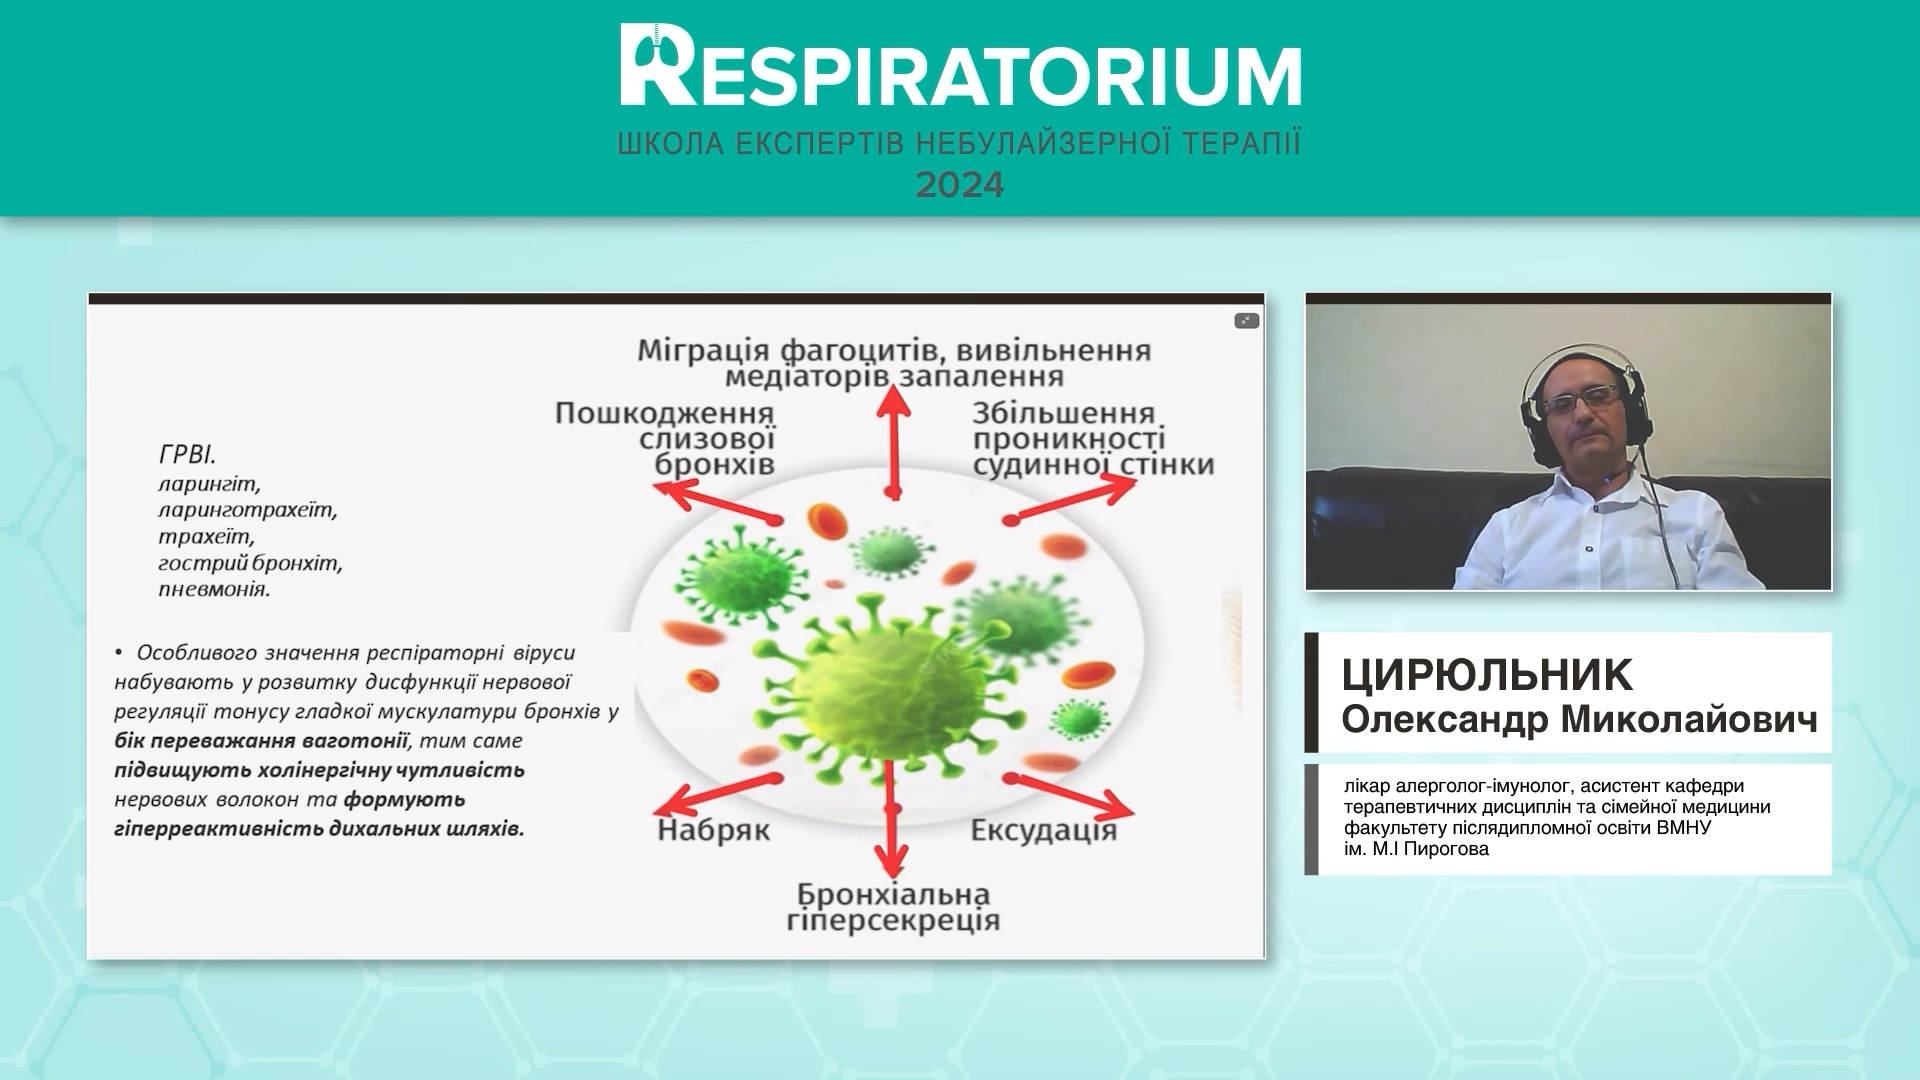 RESPIRATORIUM
ШКОЛА ЕКСПЕРТІВ НЕБУЛАЙЗЕРНОЇ ТЕРАПІЇ
2024
Міграція фагоцитів, вивільнення
медіаторів запалення
Пошкодження
слизової
бронхів
Збільшення
проникності
судинної стінки
ГРВІ.
ларингіт,
ларинготрахеїт,
трахеїт,
гострий бронхіт,
пневмонія.
• Особливого значення респіраторні віруси
набувають у розвитку дисфункції нервової
регуляції тонусу гладкої мускулатури бронхів у
бік переважання ваготонії, тим саме
підвищують холінергічну чутливість
нервових волокон та формують
гіперреактивність дихальних шляхів.
Набряк
Ексудація
Бронхіальна
гіперсекреція
ЦИРЮЛЬНИК
Олександр Миколайович
лікар алерголог-імунолог, асистент кафедри
терапевтичних дисциплін та сімейної медицини
факультету післядипломної освіти ВМНУ
ім. М.І Пирогова